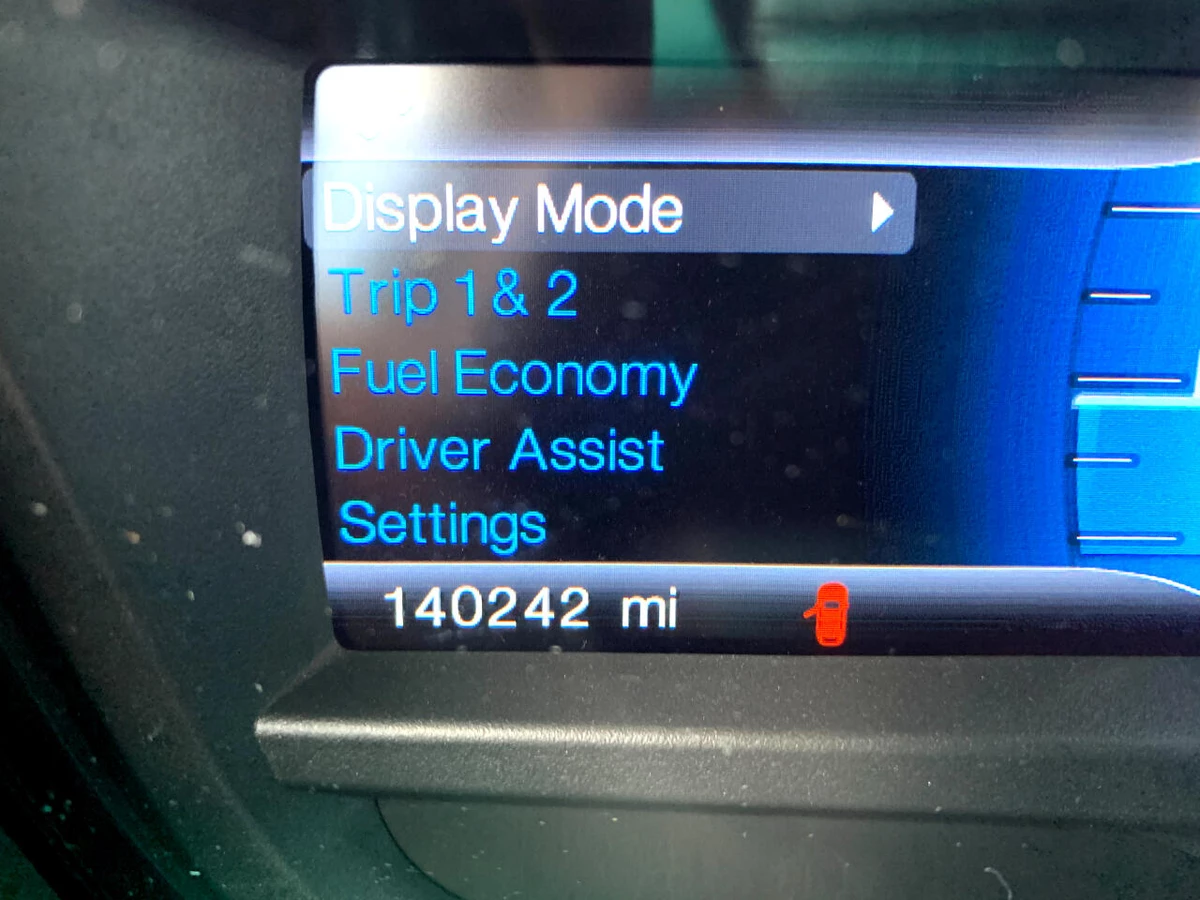 Display Mode
Trip 1 & 2
Fuel Economy
Driver Assist
Settings
140242 mi